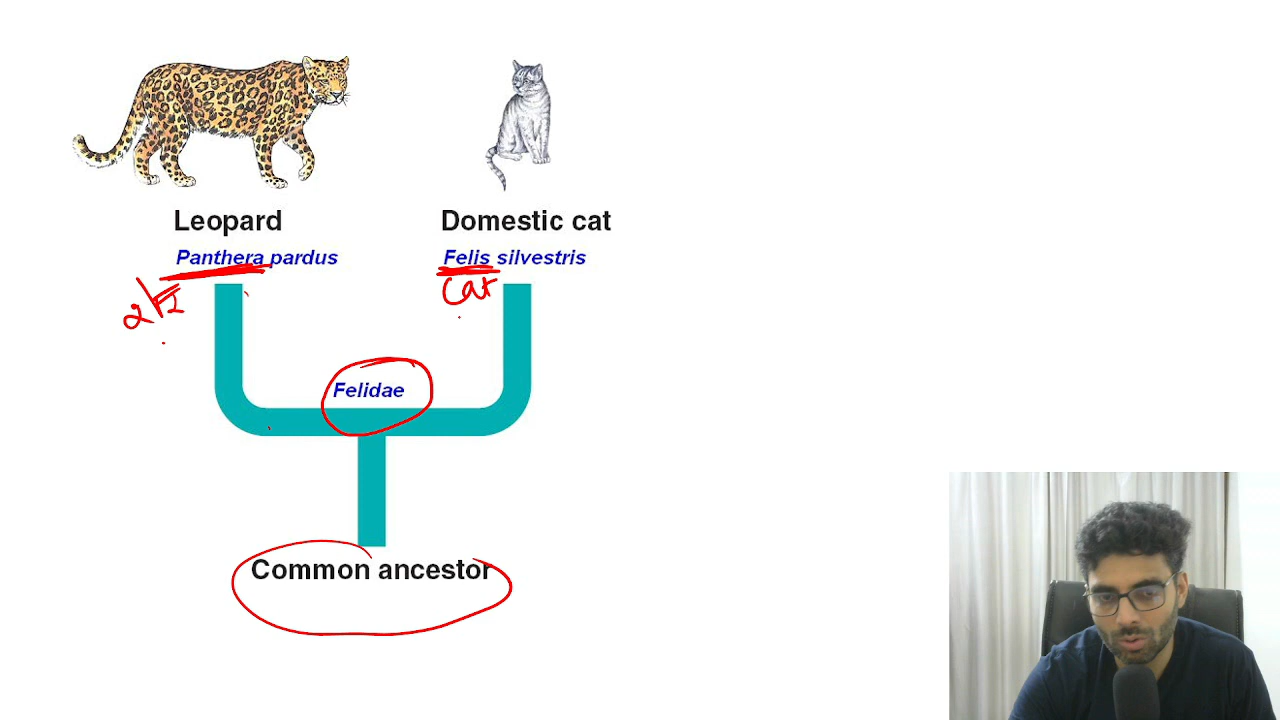 Leopard
Domestic cat
Panthera pardus
Felis silvestris
Cat
Felidae
Common ancestor